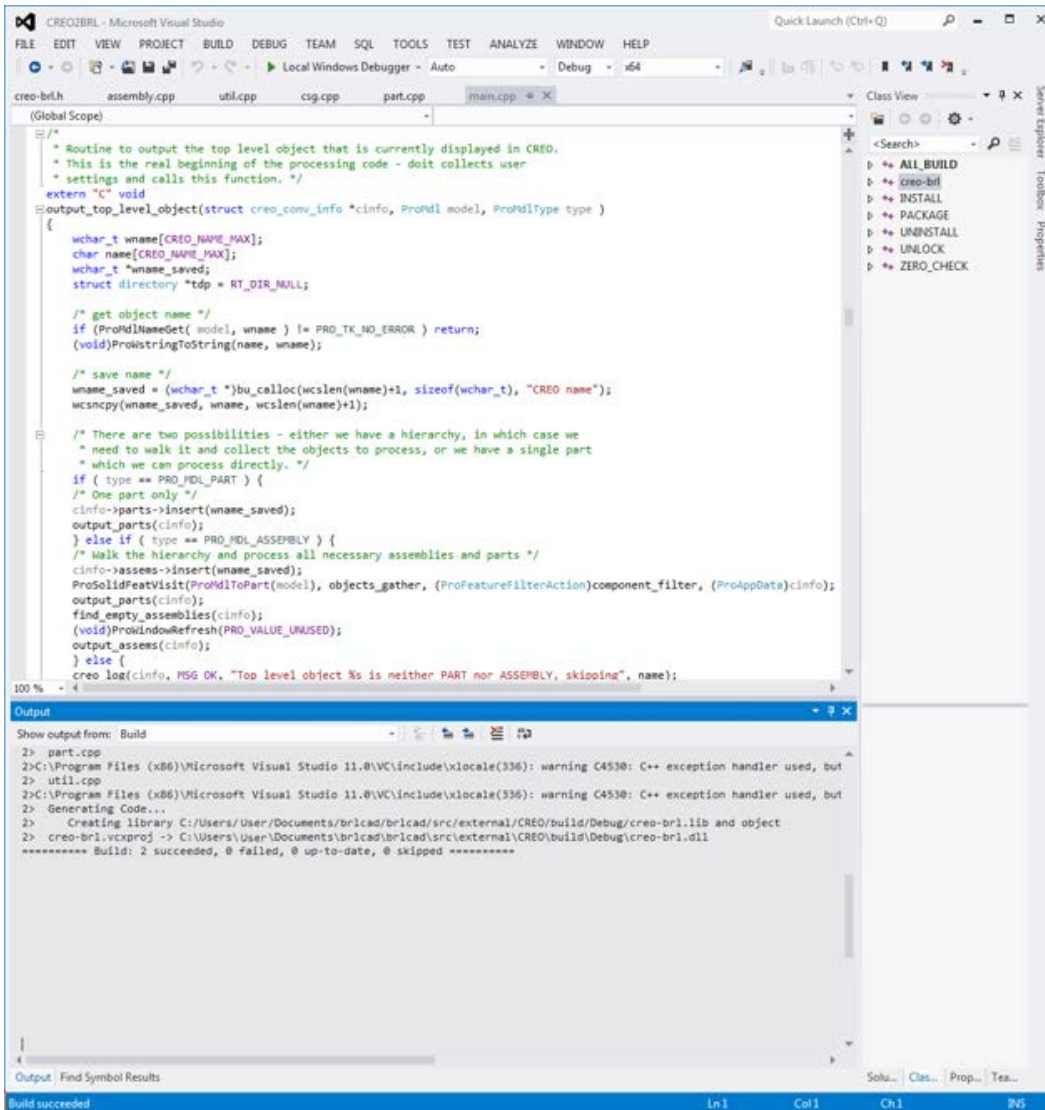 CREO2BRL - Microsoft Visual Studio
Quick Launch (Ctrl+Q)
FILE EDIT VIEW PROJECT BUILD DEBUG TEAM SQL TOOLS TEST ANALYZE WINDOW HELP
Local Windows Debugger Auto Debug x64
creo-brl.h assembly.cpp util.cpp csg.cpp part.cpp main.cpp
(Global Scope)
/*
* Routine to output the top level object that is currently displayed in CREO.
* This is the real beginning of the processing code - doit collects user
* settings and calls this function. */
extern "C" void
output_top_level_object(struct creo_conv_info *cinfo, ProMdl model, ProMdlType type )
{
wchar_t wname[CREO_NAME_MAX];
char name[CREO_NAME_MAX];
wchar_t *wname_saved;
struct directory *tdp = RT_DIR_NULL;
/* get object name */
if (ProMdlNameGet( model, wname ) != PRO_TK_NO_ERROR ) return;
(void)ProWstringToString(name, wname);
/* save name */
wname_saved = (wchar_t *)bu_calloc(wcslen(wname)+1, sizeof(wchar_t), "CREO name");
wcsncpy(wname_saved, wname, wcslen(wname)+1);
/* There are two possibilities - either we have a hierarchy, in which case we
* need to walk it and collect the objects to process, or we have a single part
* which we can process directly. */
if ( type == PRO_MDL_PART ) {
/* One part only */
cinfo->parts->insert(wname_saved);
output_parts(cinfo);
} else if ( type == PRO_MDL_ASSEMBLY ) {
/* Walk the hierarchy and process all necessary assemblies and parts */
cinfo->assems->insert(wname_saved);
ProSolidFeatVisit(ProMdlToPart(model), objects_gather, (ProFeatureFilterAction)component_filter, (ProAppData)cinfo);
output_parts(cinfo);
find_empty_assemblies(cinfo);
(void)ProWindowRefresh(PRO_VALUE_UNUSED);
output_assems(cinfo);
} else {
creo_log(cinfo, MSG_OK, "Top level object %s is neither PART nor ASSEMBLY, skipping", name);
100 %
Class View
<Search>
ALL_BUILD
creo-brl
INSTALL
PACKAGE
UNINSTALL
UNLOCK
ZERO_CHECK
Server Explorer
Toolbox
Properties
Output
Show output from: Build
2> part.cpp
2>C:\Program Files (x86)\Microsoft Visual Studio 11.0\VC\include\xlocale(336): warning C4530: C++ exception handler used, but
2> util.cpp
2>C:\Program Files (x86)\Microsoft Visual Studio 11.0\VC\include\xlocale(336): warning C4530: C++ exception handler used, but
2> Generating Code...
2> Creating library C:/Users/User/Documents/brlcad/brlcad/src/external/CREO/build/Debug/creo-brl.lib and object
2> creo-brl.vcxproj -> C:\Users\User\Documents\brlcad\brlcad\src\external\CREO\build\Debug\creo-brl.dll
========== Build: 2 succeeded, 0 failed, 0 up-to-date, 0 skipped ==========
Output Find Symbol Results
Solu... Clas... Prop... Tea...
Build succeeded Ln 1 Col 1 Ch 1 INS